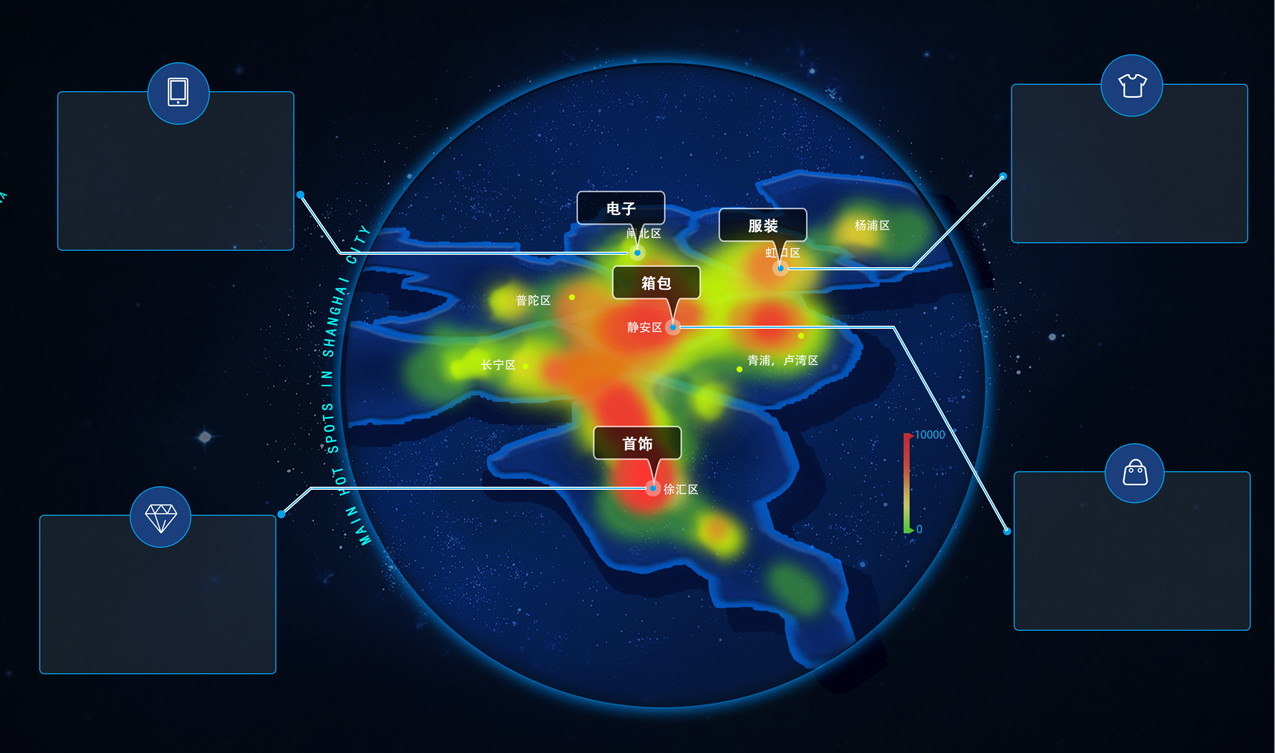 电子
闸北区
服装
虹口区
杨浦区
箱包
普陀区
静安区
长宁区
青浦，卢湾区
首饰
徐汇区
10000
0
MAIN HOT SPOTS IN SHANGHAI CITY